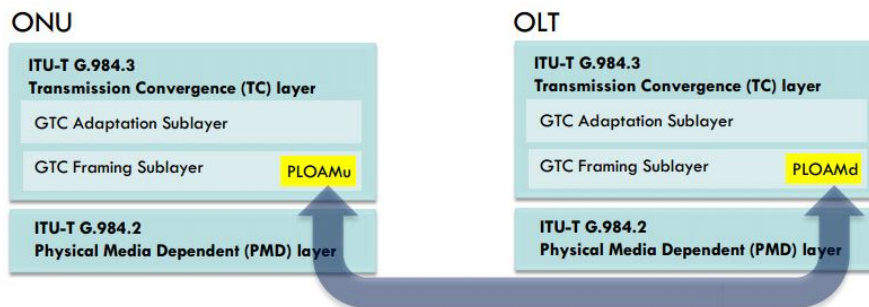 ONU
ITU-T G.984.3
Transmission Convergence (TC) layer
GTC Adaptation Sublayer
GTC Framing Sublayer
PLOAMu
ITU-T G.984.2
Physical Media Dependent (PMD) layer
OLT
ITU-T G.984.3
Transmission Convergence (TC) layer
GTC Adaptation Sublayer
GTC Framing Sublayer
PLOAMd
ITU-T G.984.2
Physical Media Dependent (PMD) layer